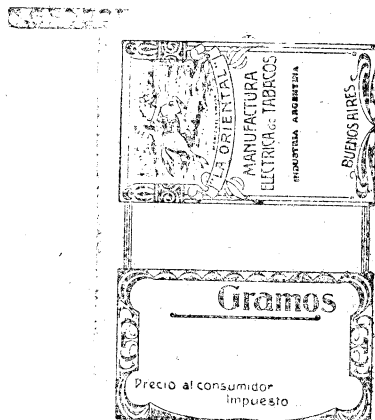 LA ORIENTAL
MANUFACTURA
ELECTRICA DE TABACOS
INDUSTRIA ARGENTINA
BUENOS AIRES
Gramos
Precio al consumidor
Impuesto